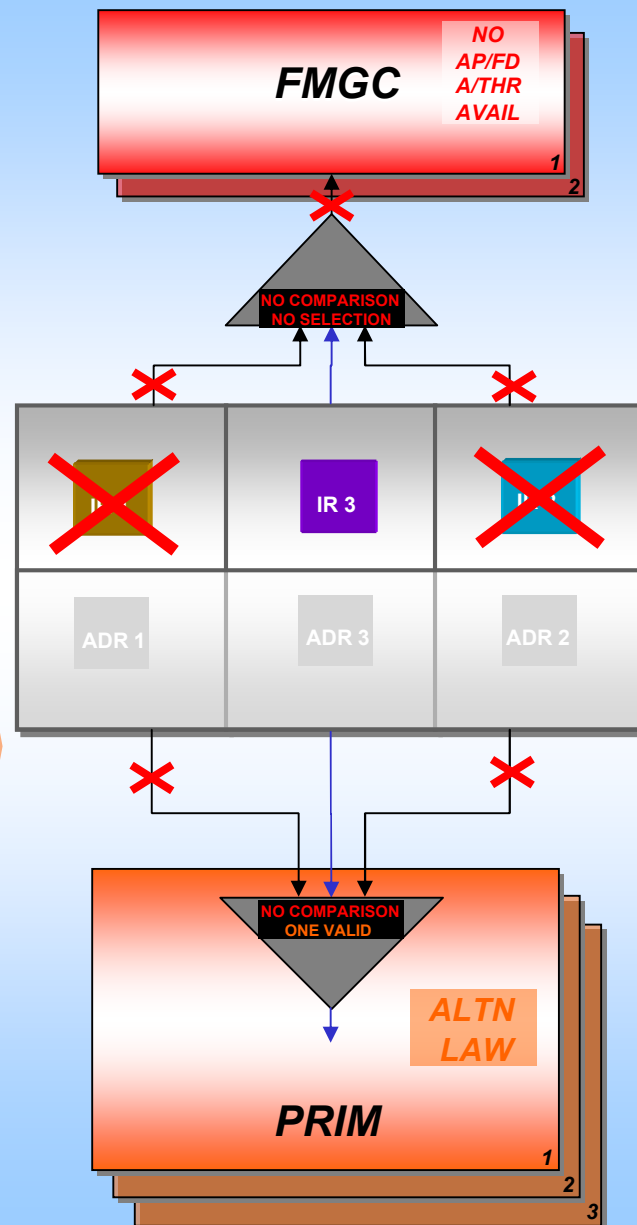 FMGC
NO
AP/FD
A/THR
AVAIL
1
2
NO COMPARISON
NO SELECTION
IR 3
ADR 1
ADR 3
ADR 2
NO COMPARISON
ONE VALID
ALTN
LAW
PRIM
1
2
3